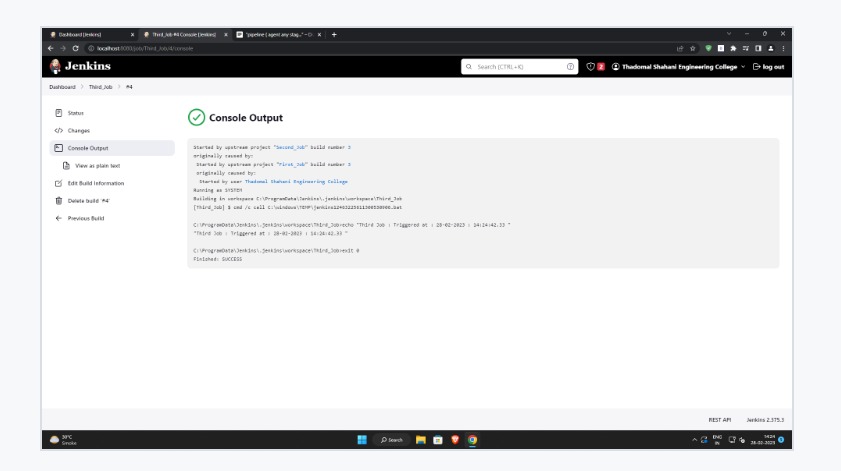 Dashboard [Jenkins]
Third_Job #4 Console [Jenkins]
"pipeline { agent any stag..." - D
localhost:8080/job/Third_Job/4/console
Jenkins
Search (CTRL+K)
2
Thadomal Shahani Engineering College
log out
Dashboard > Third_Job > #4
Status
Changes
Console Output
View as plain text
Edit Build Information
Delete build '#4'
Previous Build
Console Output
Started by upstream project "Second_Job" build number 3
originally caused by:
Started by upstream project "First_Job" build number 3
originally caused by:
Started by user Thadomal Shahani Engineering College
Running as SYSTEM
Building in workspace C:\ProgramData\Jenkins\.jenkins\workspace\Third_Job
[Third_Job] $ cmd /c call C:\windows\TEMP\
C:\ProgramData\Jenkins\.jenkins\workspace\Third_Job>echo "Third Job : Triggered at : 28-02-2023 : 14:24:42.33 "
"Third Job : Triggered at : 28-02-2023 : 14:24:42.33 "
C:\ProgramData\Jenkins\.jenkins\workspace\Third_Job>exit 0
Finished: SUCCESS
REST API
Jenkins 2.375.3
30°C
Smoke
Search
ENG
IN
14:24
28-02-2023